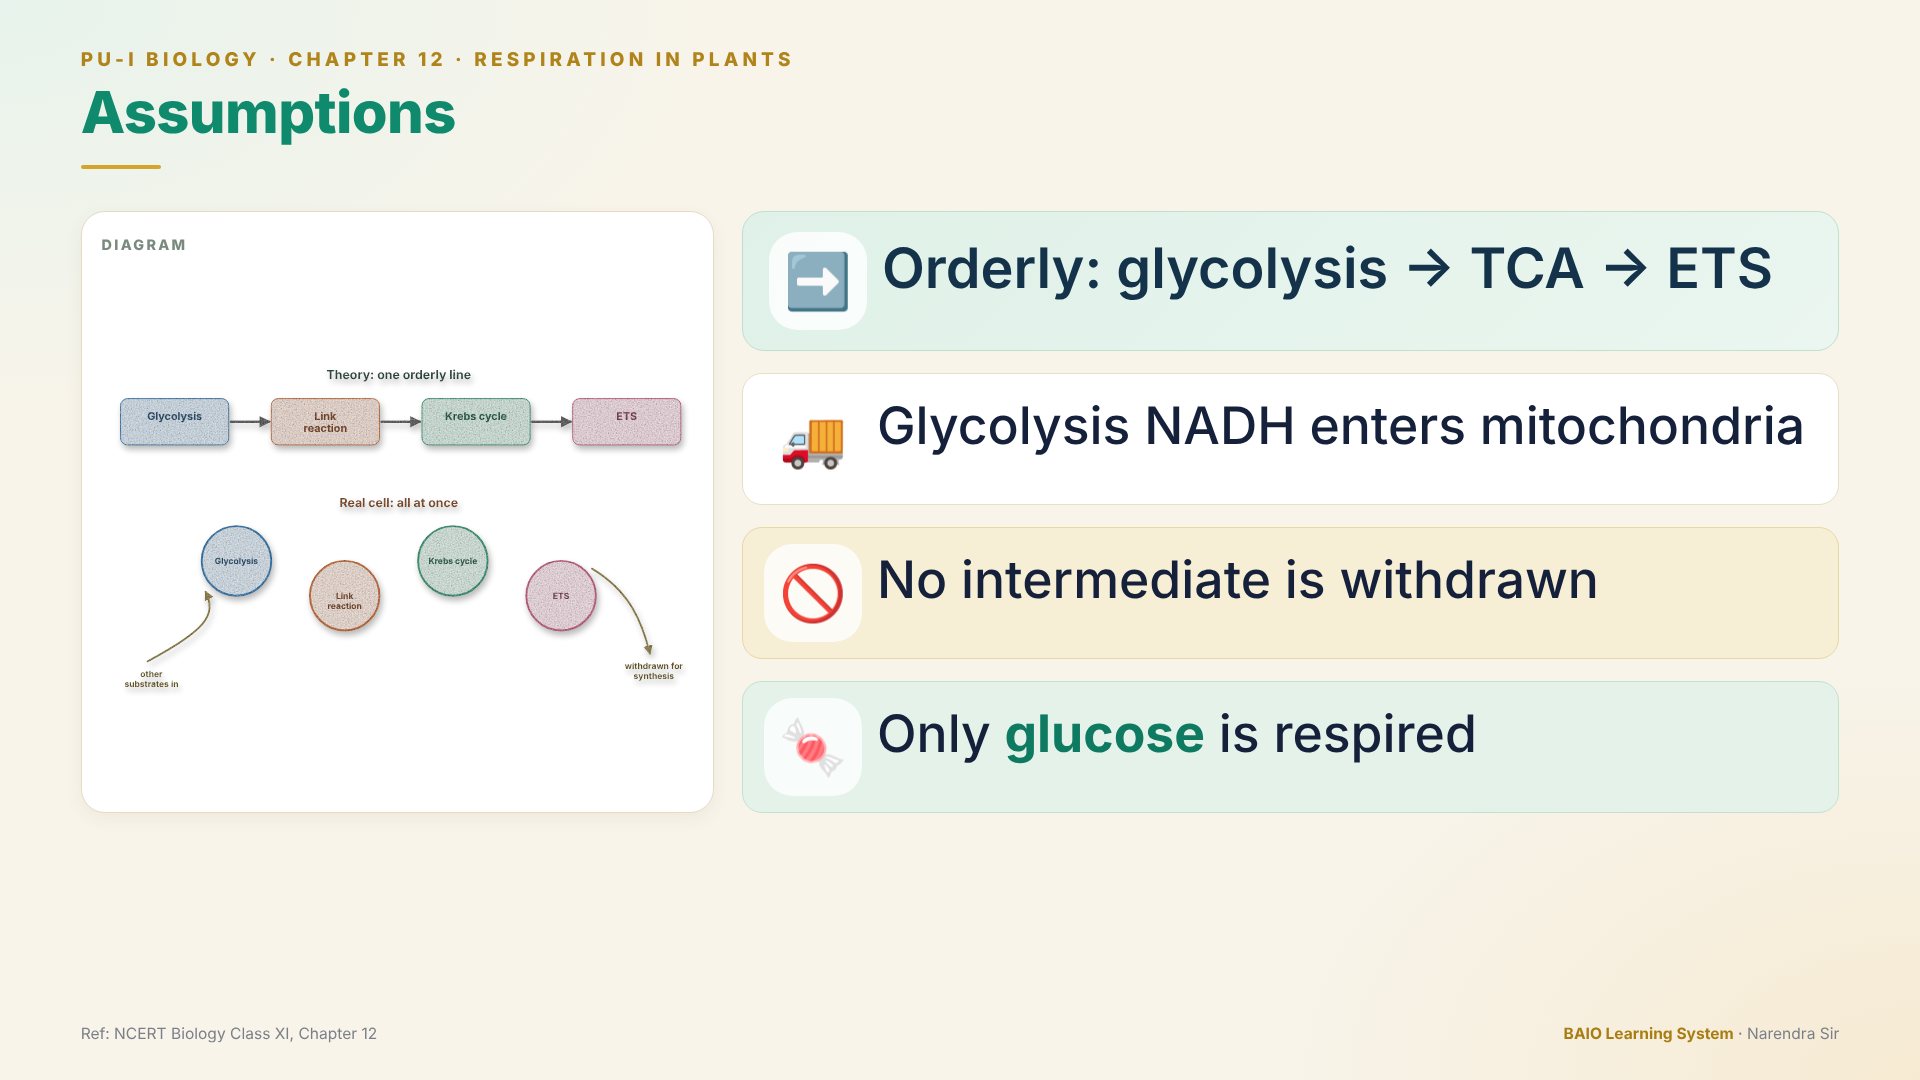 PU-I BIOLOGY · CHAPTER 12 · RESPIRATION IN PLANTS
Assumptions
DIAGRAM
Theory: one orderly line
Glycolysis
Link
reaction
Krebs cycle
ETS
Real cell: all at once
Glycolysis
Link
reaction
Krebs cycle
ETS
other
substrates in
withdrawn for
synthesis
Orderly: glycolysis → TCA → ETS
Glycolysis NADH enters mitochondria
No intermediate is withdrawn
Only glucose is respired
Ref: NCERT Biology Class XI, Chapter 12
BAIO Learning System · Narendra Sir